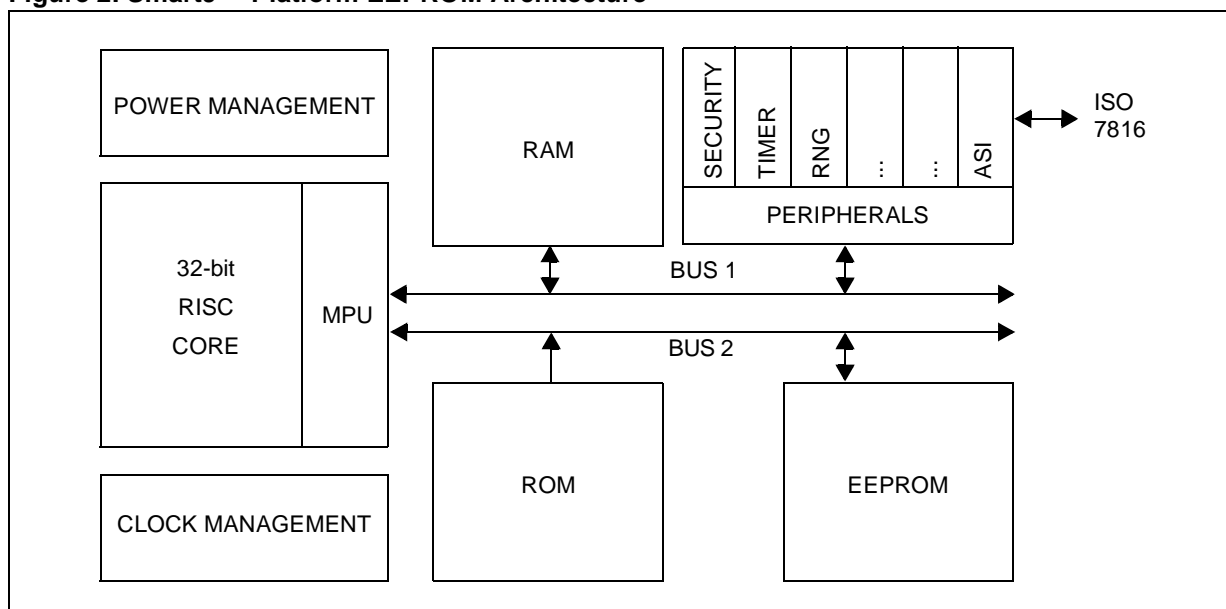 POWER MANAGEMENT
RAM
SECURITY
TIMER
RNG
...
...
ASI
PERIPHERALS
ISO
7816
32-bit
RISC
CORE
MPU
BUS 1
BUS 2
ROM
EEPROM
CLOCK MANAGEMENT